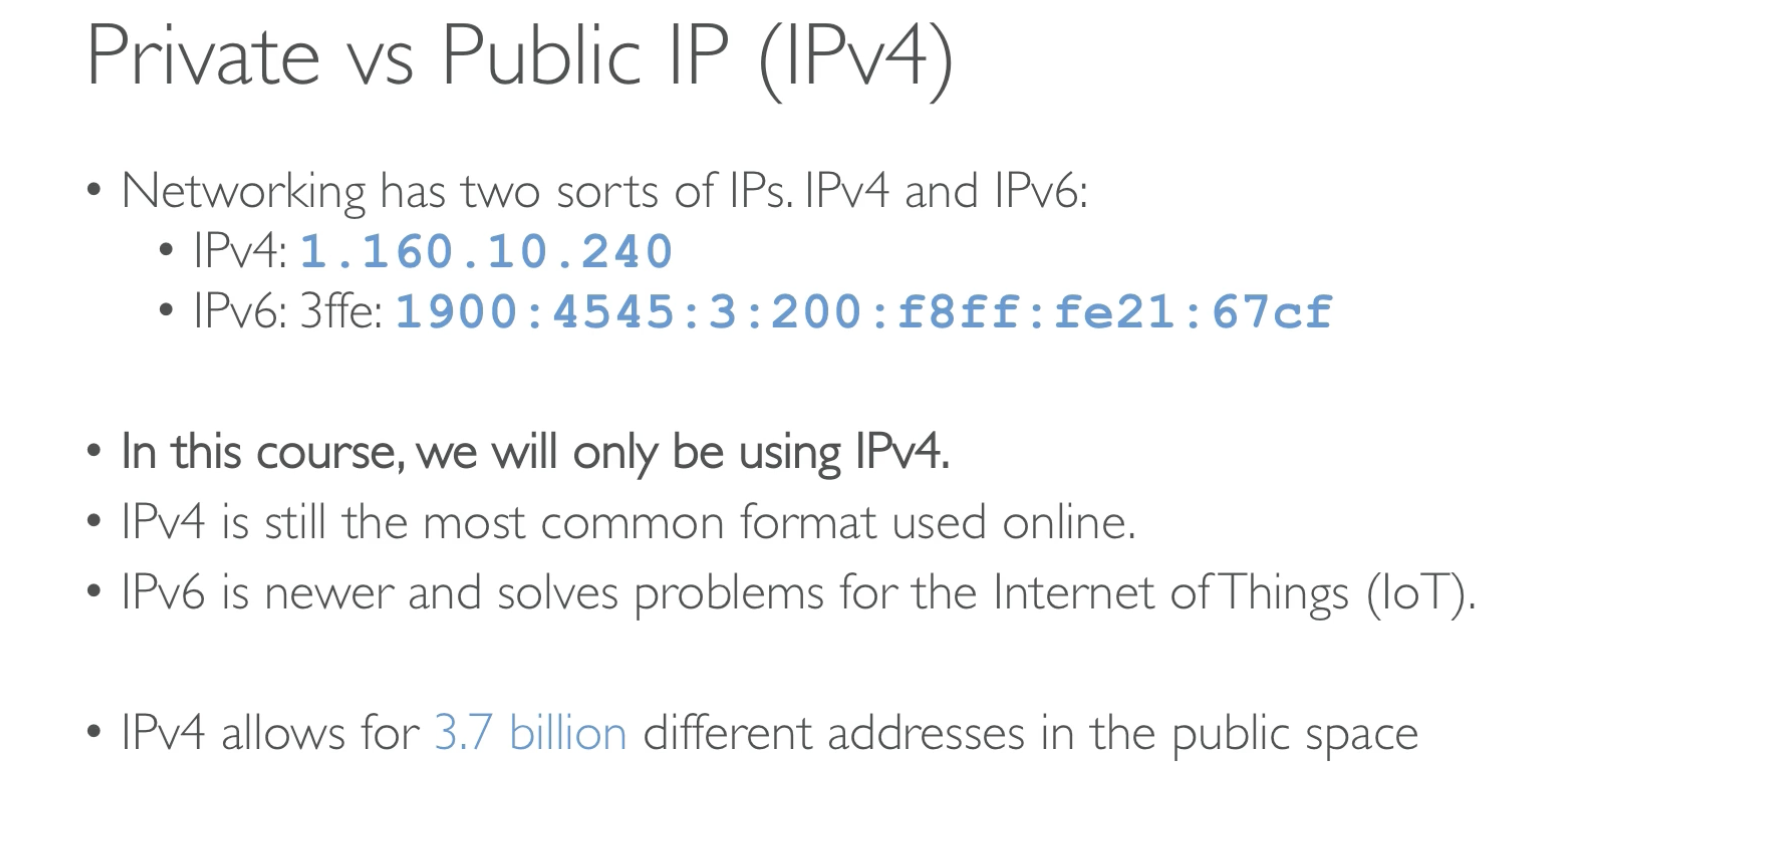 Private vs Public IP (IPv4)
• Networking has two sorts of IPs. IPv4 and IPv6:
• IPv4: 1.160.10.240
• IPv6: 3ffe:1900:4545:3:200:f8ff:fe21:67cf
• In this course, we will only be using IPv4.
• IPv4 is still the most common format used online.
• IPv6 is newer and solves problems for the Internet of Things (IoT).
• IPv4 allows for 3.7 billion different addresses in the public space